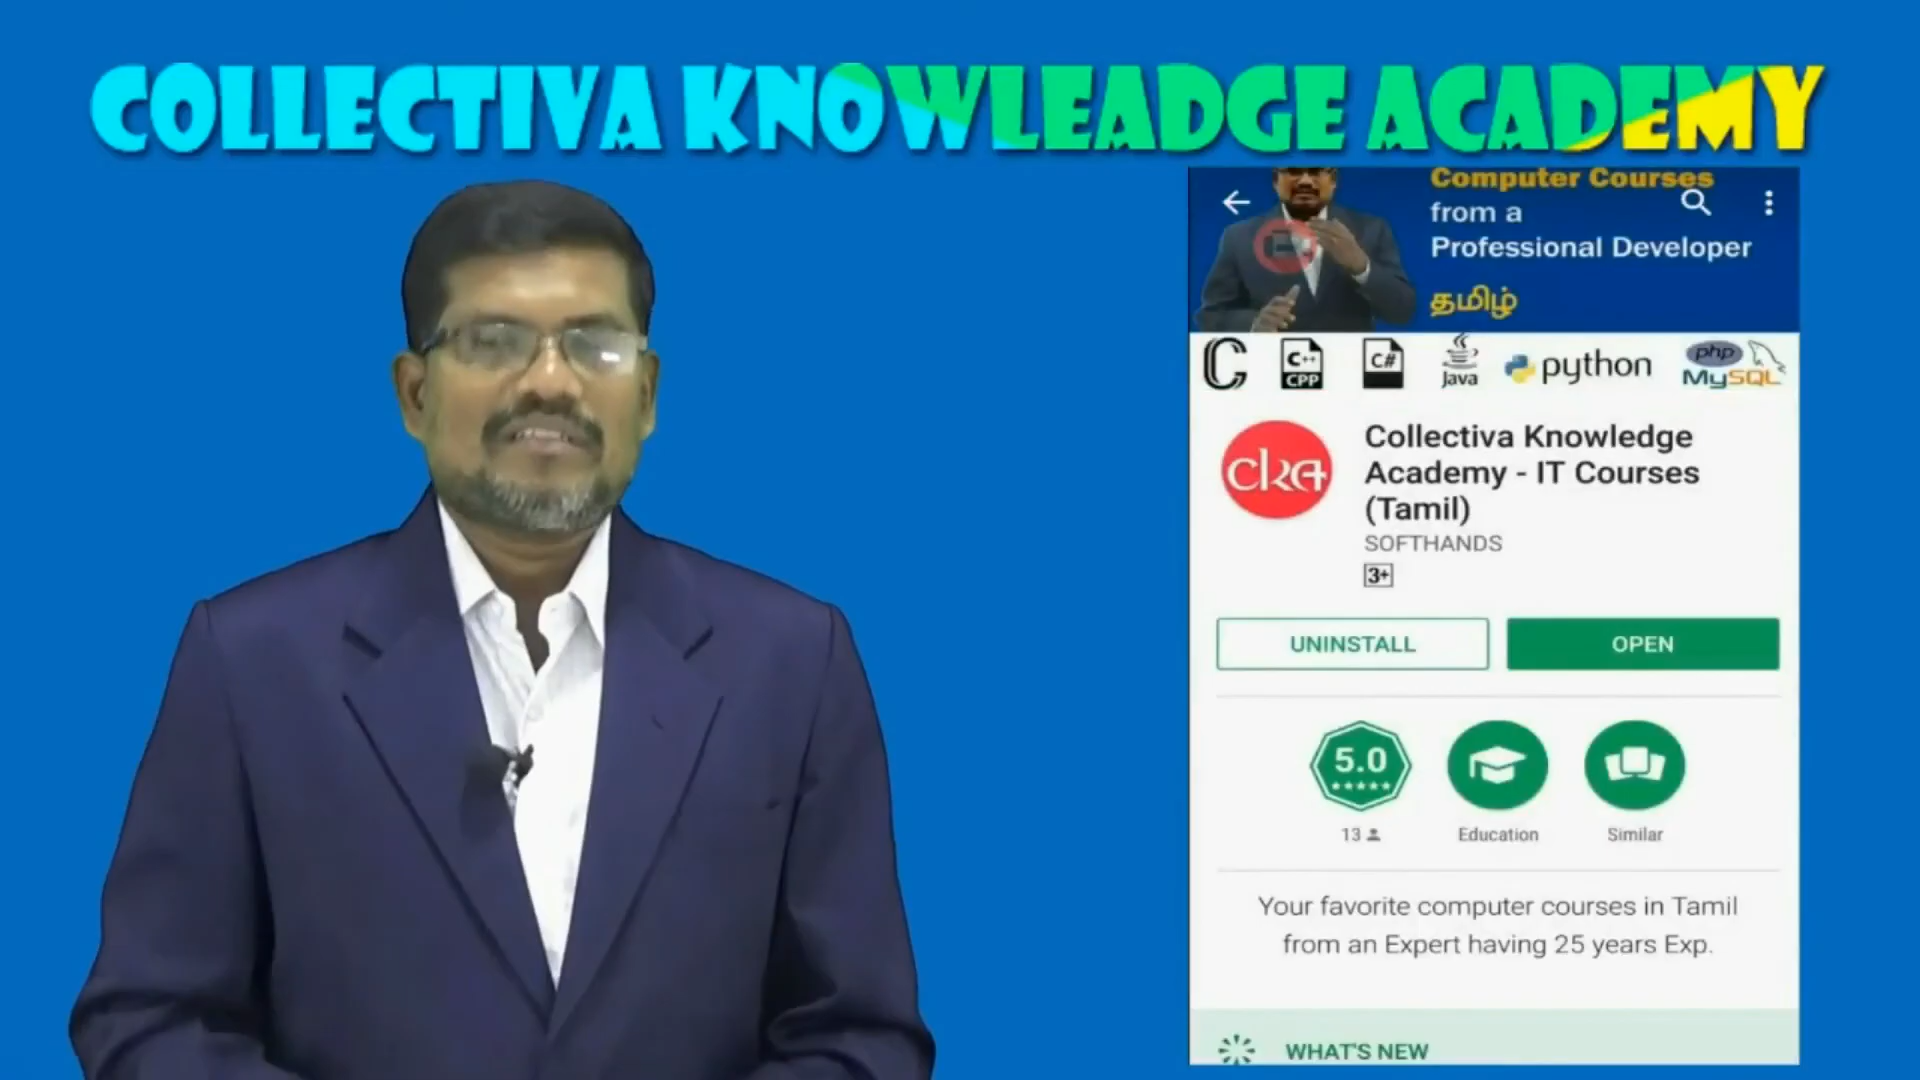 COLLECTIVA KNOWLEADGE ACADEMY
Computer Courses
from a
Professional Developer
தமிழ்
C
C++
CPP
C#
Java
python
php
MySQL
cka
Collectiva Knowledge
Academy - IT Courses
(Tamil)
SOFTHANDS
3+
UNINSTALL
OPEN
5.0
13
Education
Similar
Your favorite computer courses in Tamil
from an Expert having 25 years Exp.
WHAT'S NEW